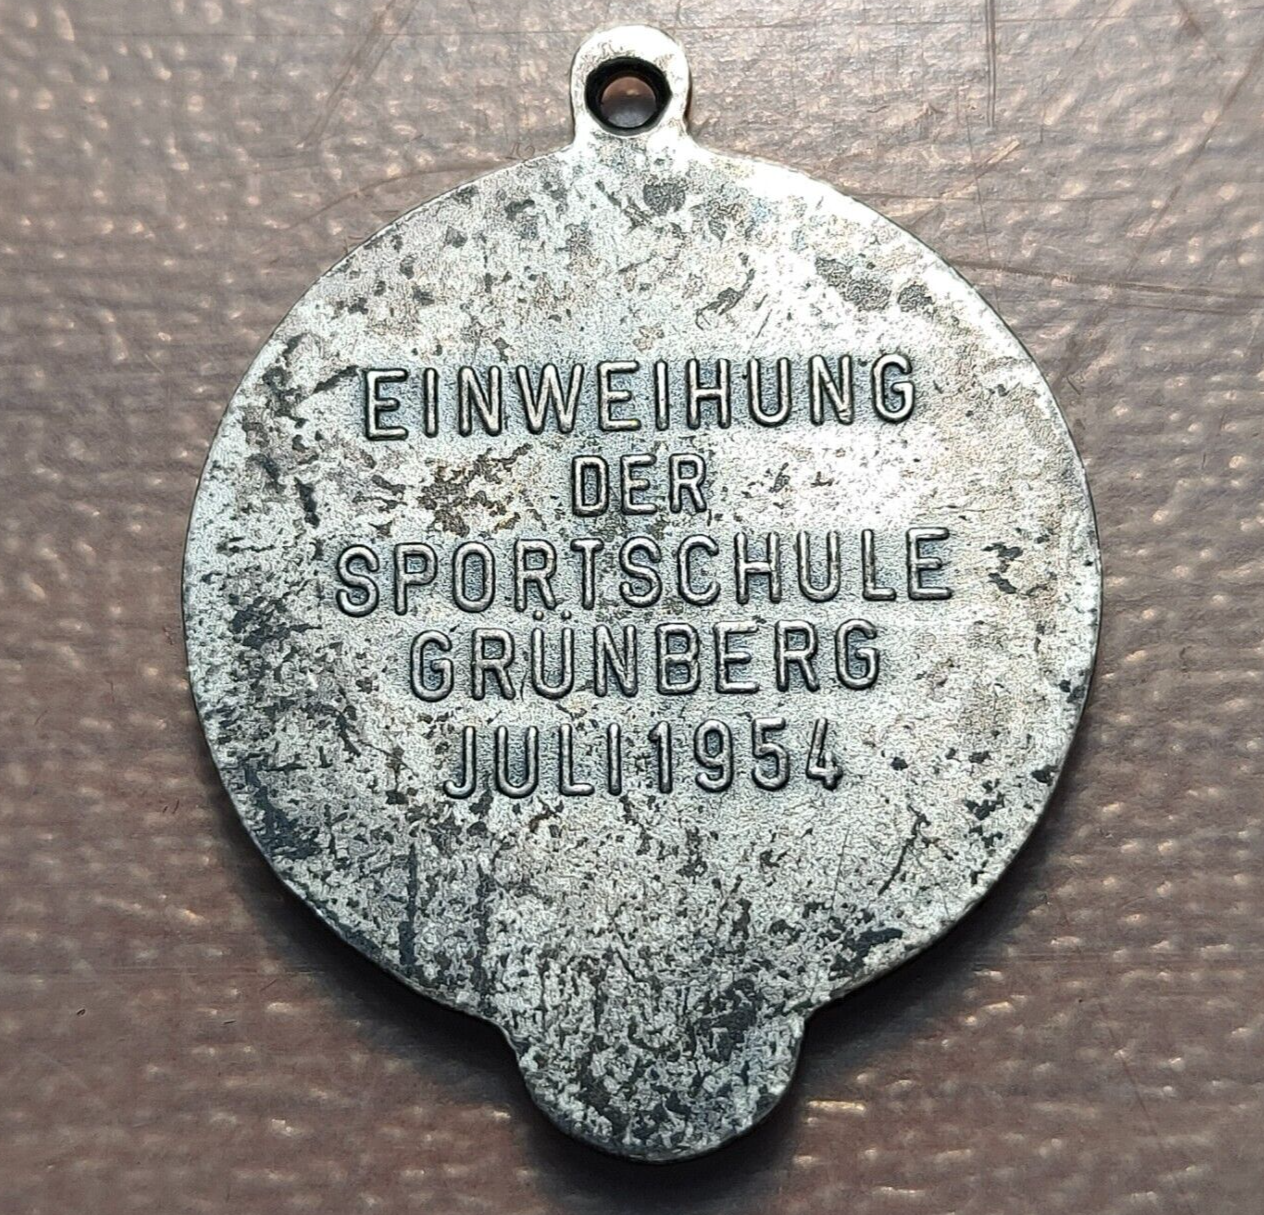 EINWEIHUNG
DER
SPORTSCHULE
GRÜNBERG
JULI 1954